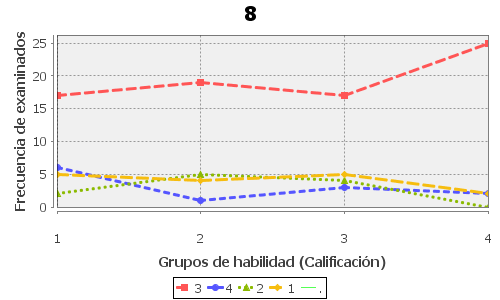 8
Frecuencia de examinados
25
20
15
10
5
0
1 2 3 4
Grupos de habilidad (Calificación)
3 4 2 1 .